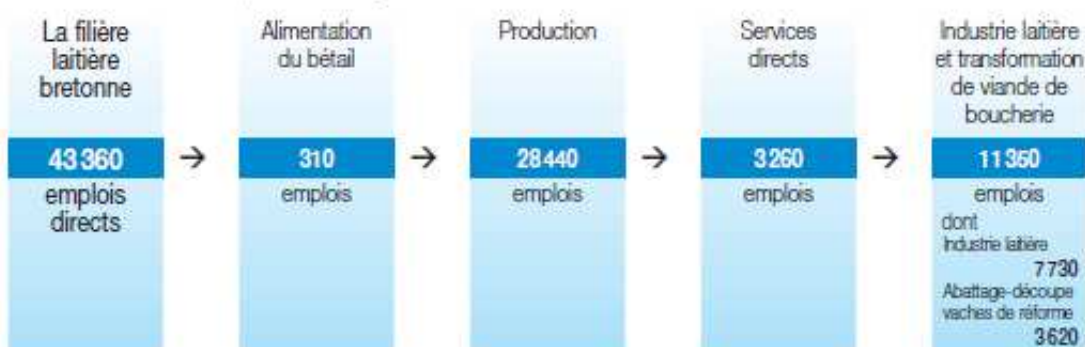 La filière
laitière
bretonne
43 360
emplois
directs
→
Alimentation
du bétail
310
emplois
→
Production
28 440
emplois
→
Services
directs
3 260
emplois
→
Industrie laitière
et transformation
de viande de
boucherie
11 350
emplois
dont
Industrie laitière
7 730
Abattage-découpe
vaches de réforme
3 620